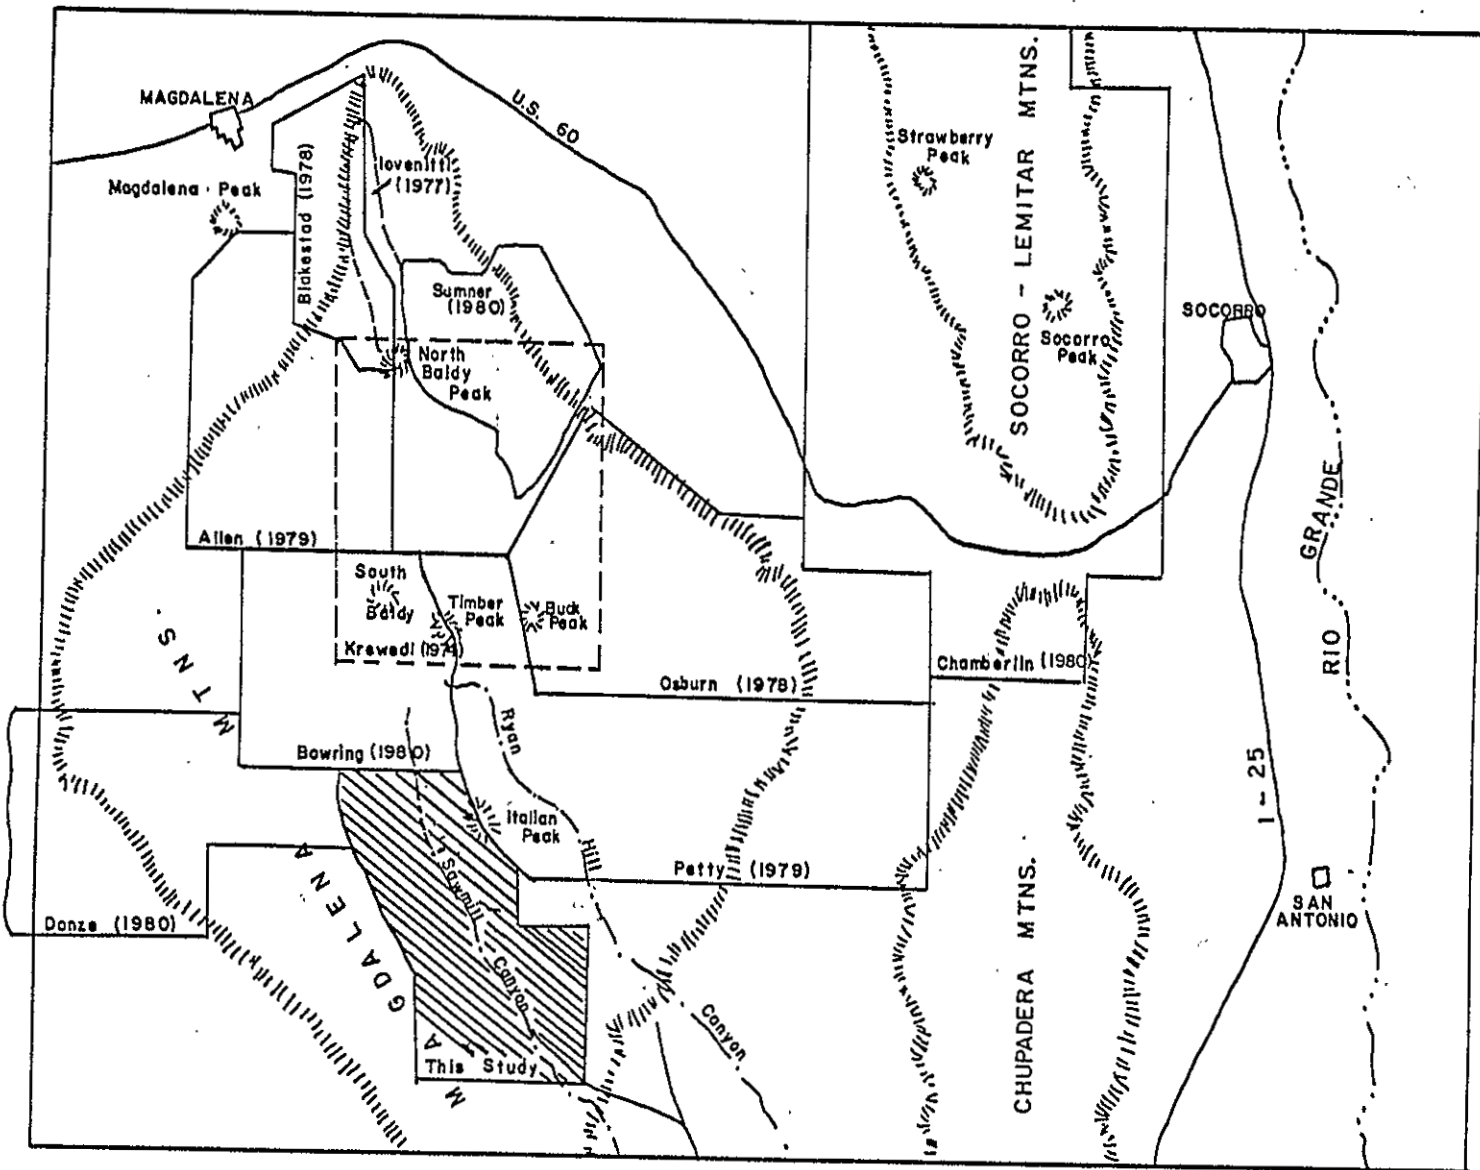 MAGDALENA
U.S. 60
Strawberry
Peak
SOCORRO - LEMITAR MTNS.
Iovenitti
(1977)
Magdalena Peak
Blakestad (1978)
Sumner
(1980)
SOCORRO
Socorro
Peak
North
Baldy
Peak
GRANDE
RIO
Allen (1979)
South
Baldy
Timber
Peak
Buck
Peak
Krewedl (1974)
Chamberlin (1980)
Osburn (1978)
MAGDALENA MTNS.
Ryan
Hill
Canyon
Bowring (1980)
I-25
Italian
Peak
Petty (1979)
Sawmill
Canyon
SAN
ANTONIO
Donze (1980)
CHUPADERA MTNS.
This Study